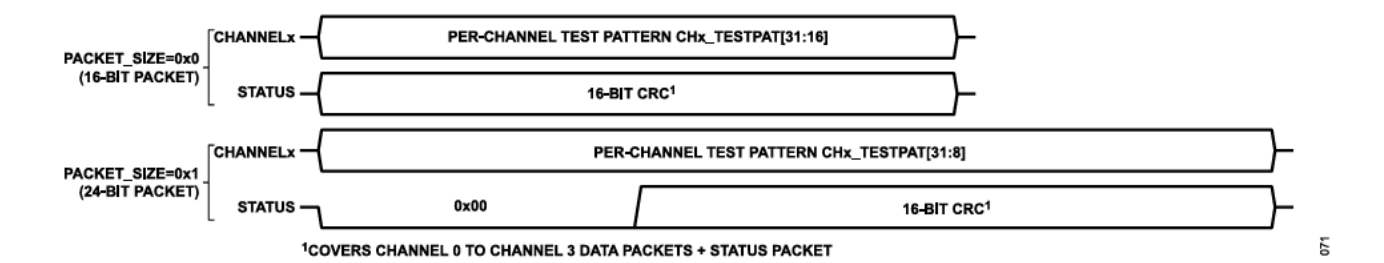 CHANNELx
PER-CHANNEL TEST PATTERN CHx_TESTPAT[31:16]
PACKET_SIZE=0x0
(16-BIT PACKET)
STATUS
16-BIT CRC1
CHANNELx
PER-CHANNEL TEST PATTERN CHx_TESTPAT[31:8]
PACKET_SIZE=0x1
(24-BIT PACKET)
STATUS
0x00
16-BIT CRC1
1COVERS CHANNEL 0 TO CHANNEL 3 DATA PACKETS + STATUS PACKET
071